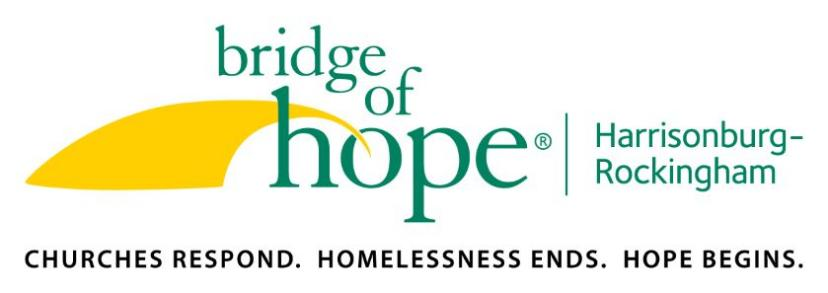 bridge of
hope® | Harrisonburg-
Rockingham
CHURCHES RESPOND. HOMELESSNESS ENDS. HOPE BEGINS.